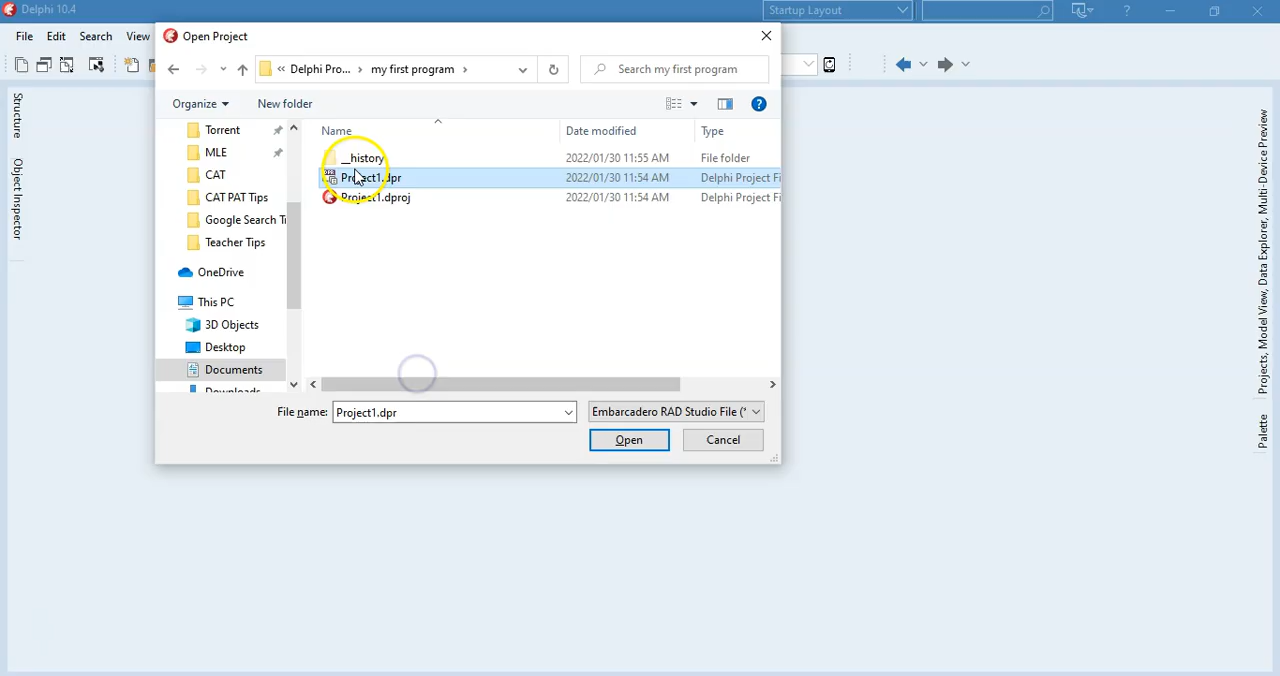 Delphi 10.4
Startup Layout
?
File Edit Search View
Open Project
« Delphi Pro... > my first program >
Search my first program
Organize New folder
?
Name Date modified Type
Torrent
MLE
CAT
CAT PAT Tips
Google Search Ti
Teacher Tips
OneDrive
This PC
3D Objects
Desktop
Documents
Downloads
__history 2022/01/30 11:55 AM File folder
Project1.dpr 2022/01/30 11:54 AM Delphi Project Fi
Project1.dproj 2022/01/30 11:54 AM Delphi Project Fi
File name: Project1.dpr Embarcadero RAD Studio File (*
Open Cancel
Structure
Object Inspector
Projects, Model View, Data Explorer, Multi-Device Preview
Palette